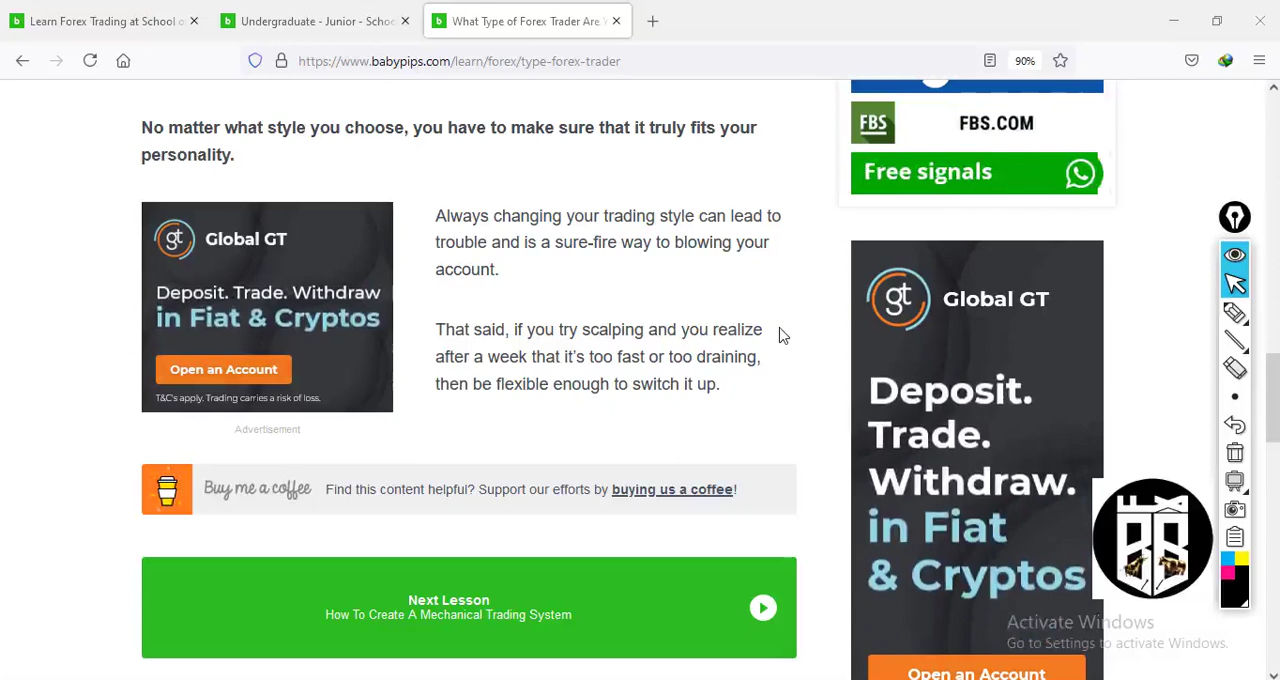 Learn Forex Trading at School o
Undergraduate - Junior - Schoo
What Type of Forex Trader Are Y
https://www.babypips.com/learn/forex/type-forex-trader
90%
No matter what style you choose, you have to make sure that it truly fits your
personality.
gt Global GT
Deposit. Trade. Withdraw
in Fiat & Cryptos
Open an Account
T&C's apply. Trading carries a risk of loss.
Advertisement
Always changing your trading style can lead to
trouble and is a sure-fire way to blowing your
account.
That said, if you try scalping and you realize
after a week that it's too fast or too draining,
then be flexible enough to switch it up.
Buy me a coffee Find this content helpful? Support our efforts by buying us a coffee!
Next Lesson
How To Create A Mechanical Trading System
FBS FBS.COM
Free signals
gt Global GT
Deposit.
Trade.
Withdraw.
in Fiat
& Cryptos
Open an Account
BB
Activate Windows
Go to Settings to activate Windows.